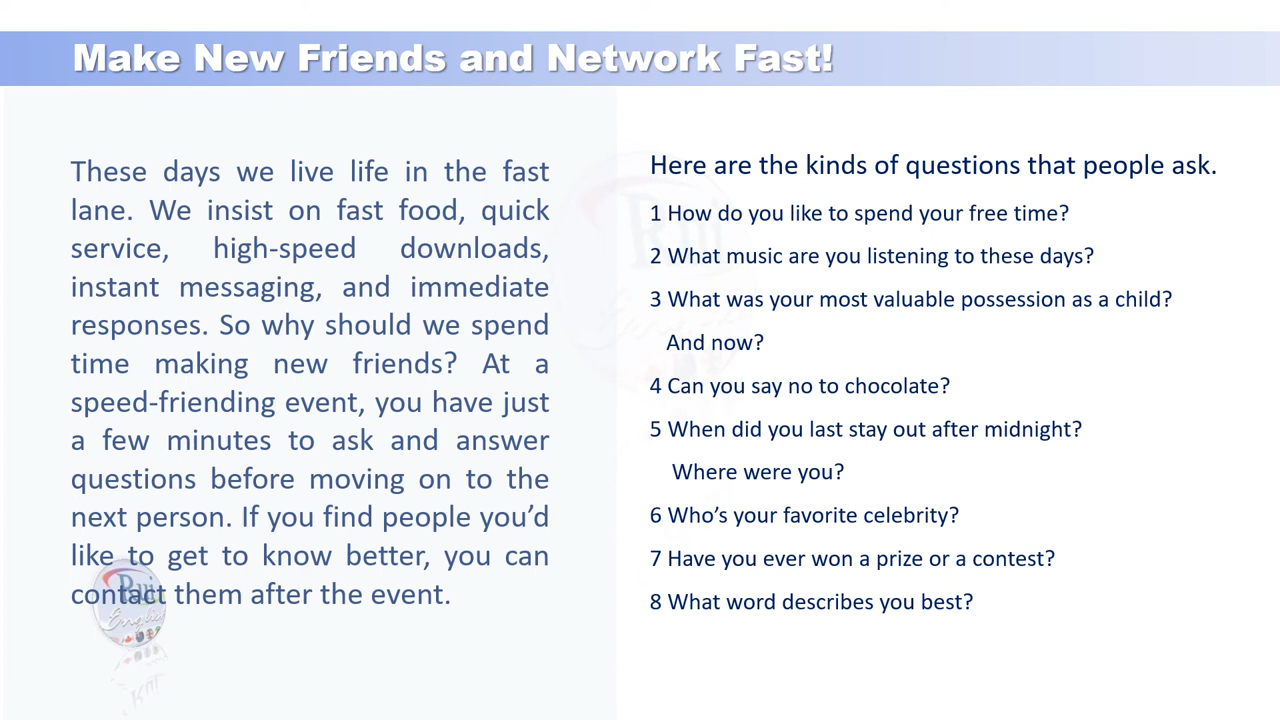 Make New Friends and Network Fast!
These days we live life in the fast
lane. We insist on fast food, quick
service, high-speed downloads,
instant messaging, and immediate
responses. So why should we spend
time making new friends? At a
speed-friending event, you have just
a few minutes to ask and answer
questions before moving on to the
next person. If you find people you’d
like to get to know better, you can
contact them after the event.
Here are the kinds of questions that people ask.
1 How do you like to spend your free time?
2 What music are you listening to these days?
3 What was your most valuable possession as a child?
And now?
4 Can you say no to chocolate?
5 When did you last stay out after midnight?
Where were you?
6 Who’s your favorite celebrity?
7 Have you ever won a prize or a contest?
8 What word describes you best?
English